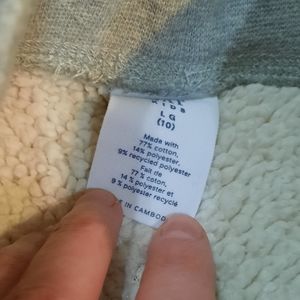 KIDS
LG
(10)
Made with
77% cotton,
14% polyester,
9% recycled polyester
Fait de
77 % coton,
14 % polyester et
9 % polyester recyclé
IN CAMBOD